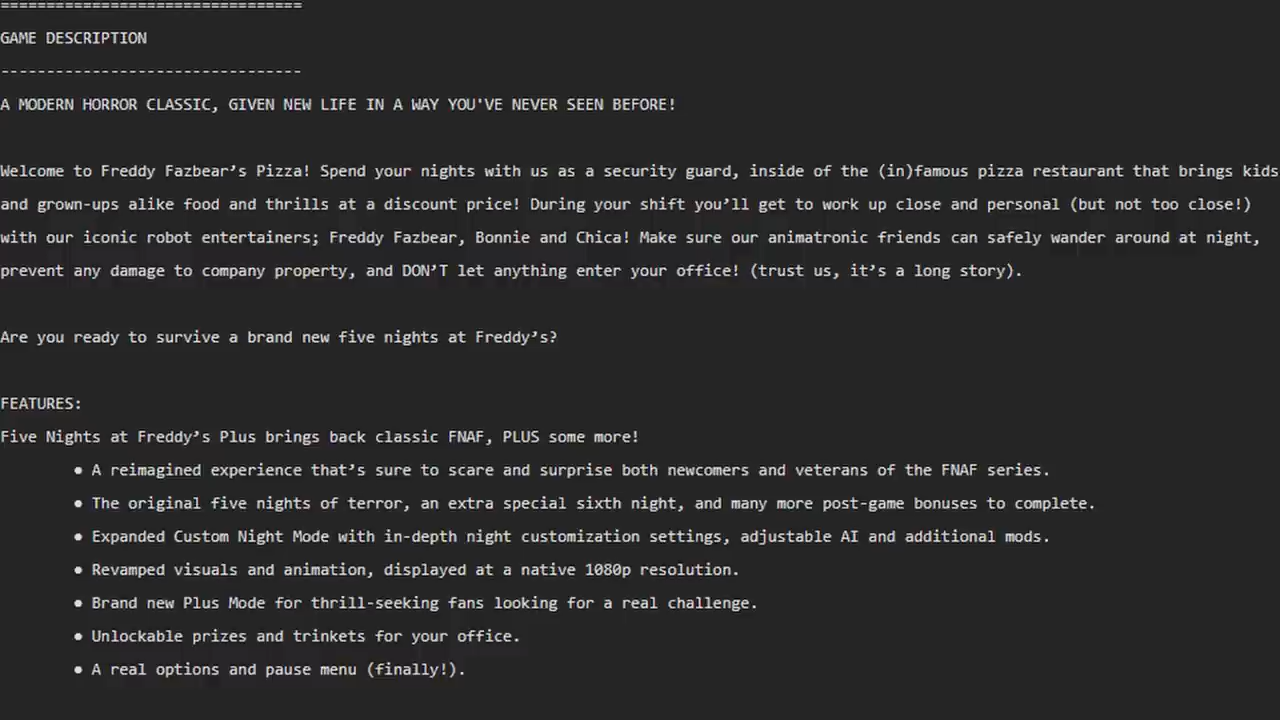 =================================
GAME DESCRIPTION
---------------------------------
A MODERN HORROR CLASSIC, GIVEN NEW LIFE IN A WAY YOU'VE NEVER SEEN BEFORE!
Welcome to Freddy Fazbear’s Pizza! Spend your nights with us as a security guard, inside of the (in)famous pizza restaurant that brings kids
and grown-ups alike food and thrills at a discount price! During your shift you’ll get to work up close and personal (but not too close!)
with our iconic robot entertainers; Freddy Fazbear, Bonnie and Chica! Make sure our animatronic friends can safely wander around at night,
prevent any damage to company property, and DON’T let anything enter your office! (trust us, it’s a long story).
Are you ready to survive a brand new five nights at Freddy’s?
FEATURES:
Five Nights at Freddy’s Plus brings back classic FNAF, PLUS some more!
● A reimagined experience that’s sure to scare and surprise both newcomers and veterans of the FNAF series.
● The original five nights of terror, an extra special sixth night, and many more post-game bonuses to complete.
● Expanded Custom Night Mode with in-depth night customization settings, adjustable AI and additional mods.
● Revamped visuals and animation, displayed at a native 1080p resolution.
● Brand new Plus Mode for thrill-seeking fans looking for a real challenge.
● Unlockable prizes and trinkets for your office.
● A real options and pause menu (finally!).